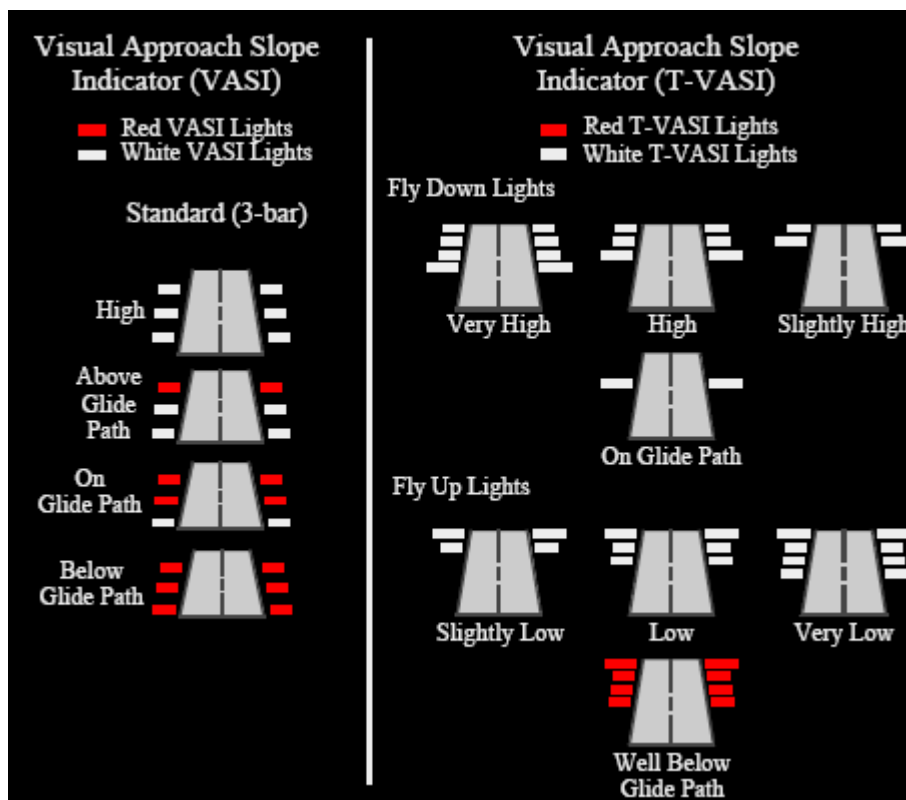 Visual Approach Slope
Indicator (VASI)
Red VASI Lights
White VASI Lights
Standard (3-bar)
High
Above
Glide
Path
On
Glide Path
Below
Glide Path
Visual Approach Slope
Indicator (T-VASI)
Red T-VASI Lights
White T-VASI Lights
Fly Down Lights
Very High
High
Slightly High
On Glide Path
Fly Up Lights
Slightly Low
Low
Very Low
Well Below
Glide Path